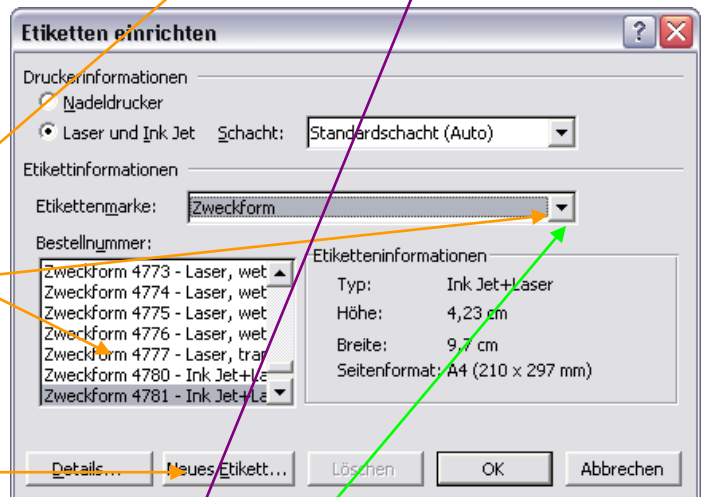 Etiketten einrichten
Druckerinformationen
Nadeldrucker
Laser und Ink Jet Schacht: Standardschacht (Auto)
Etikettinformationen
Etikettenmarke: Zweckform
Bestellnummer:
Zweckform 4773 - Laser, wet
Zweckform 4774 - Laser, wet
Zweckform 4775 - Laser, wet
Zweckform 4776 - Laser, wet
Zweckform 4777 - Laser, tran
Zweckform 4780 - Ink Jet+La
Zweckform 4781 - Ink Jet+La
Etiketteninformationen
Typ: Ink Jet+Laser
Höhe: 4,23 cm
Breite: 9,7 cm
Seitenformat: A4 (210 x 297 mm)
Details... Neues Etikett... Löschen OK Abbrechen